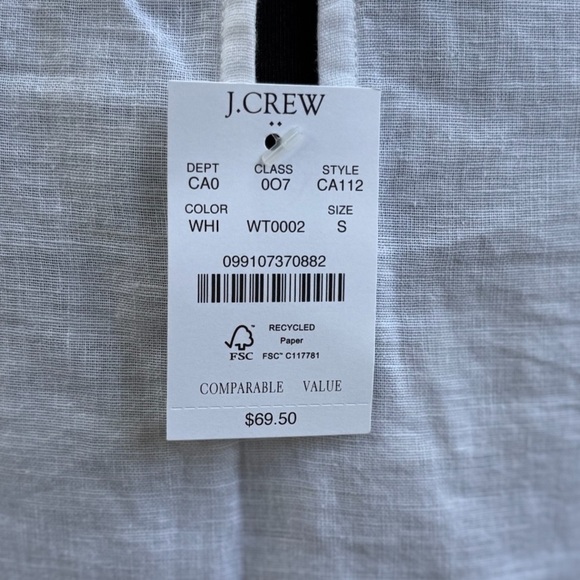 J.CREW
DEPT CLASS STYLE
CA0 007 CA112
COLOR SIZE
WHI WT0002 S
099107370882
RECYCLED
Paper
FSC FSC™ C117781
COMPARABLE VALUE
$69.50